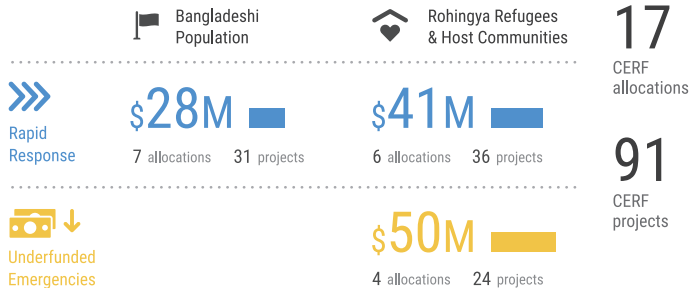 Bangladeshi
Population
Rohingya Refugees
& Host Communities
17
CERF
allocations
Rapid
Response
$28M
7 allocations 31 projects
$41M
6 allocations 36 projects
91
CERF
projects
Underfunded
Emergencies
$50M
4 allocations 24 projects